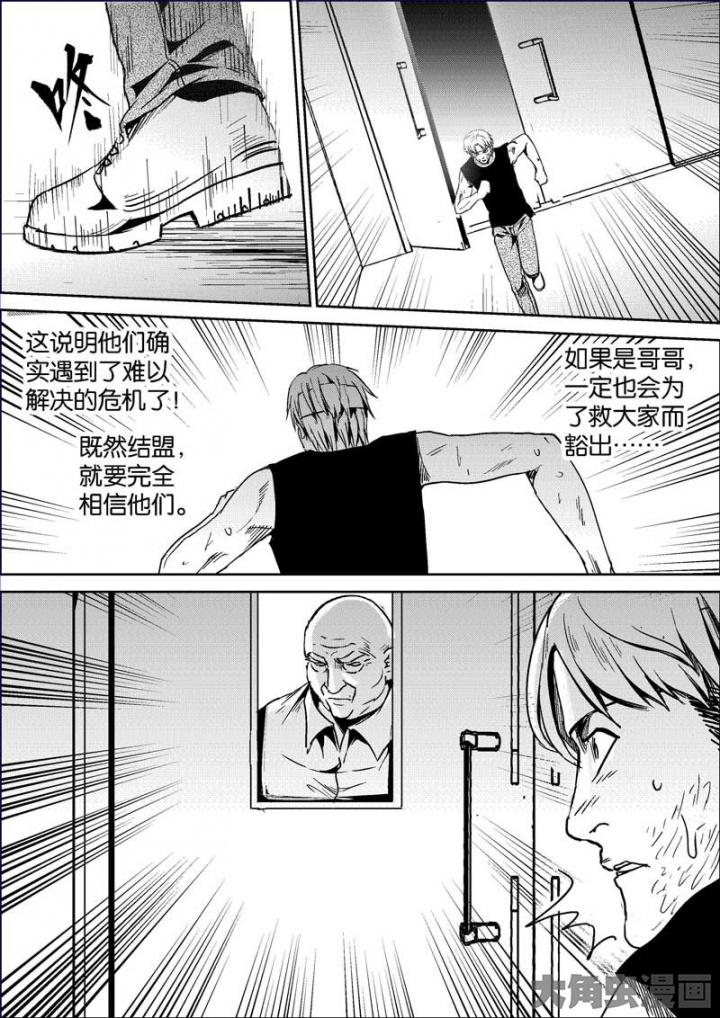 咚
这说明他们确
实遇到了难以
解决的危机了!
既然结盟,
就要完全
相信他们。
如果是哥哥,
一定也会为
了救大家而
豁出……
大角虫漫画